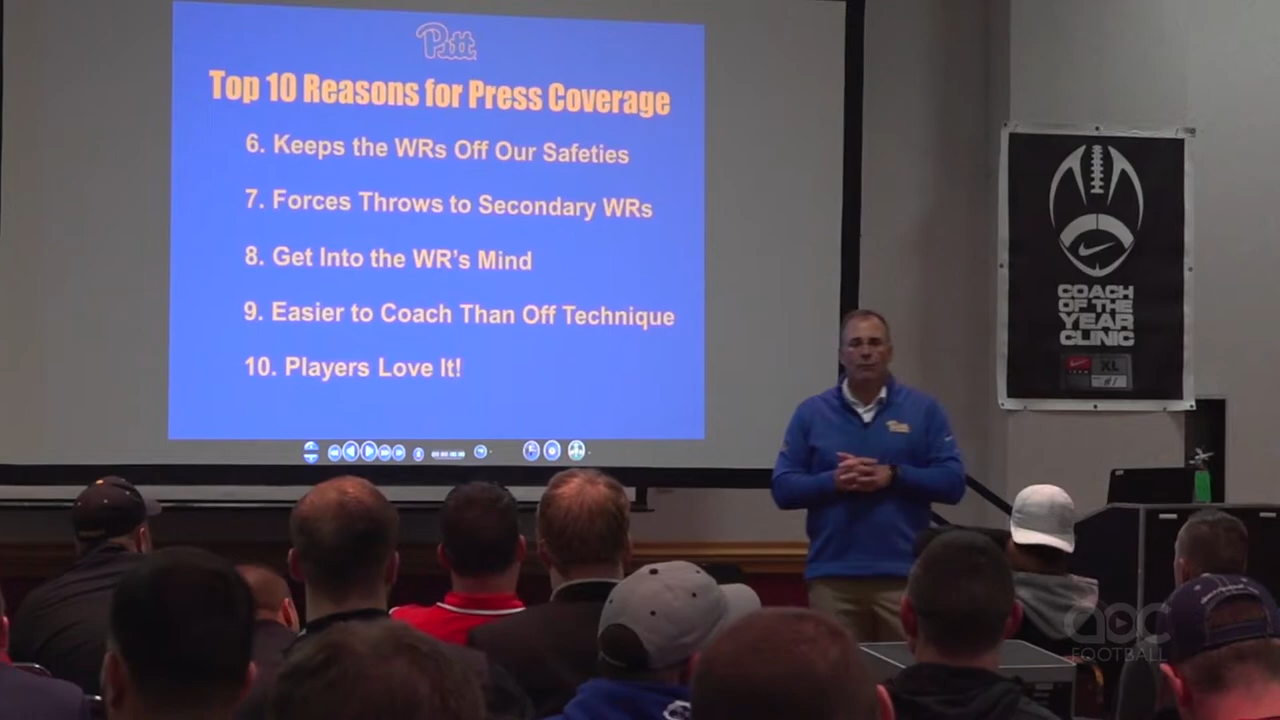 Pitt
Top 10 Reasons for Press Coverage
6. Keeps the WRs Off Our Safeties
7. Forces Throws to Secondary WRs
8. Get Into the WR's Mind
9. Easier to Coach Than Off Technique
10. Players Love It!
COACH
OF THE
YEAR
CLINIC
XL
#1
Pitt
AOC
FOOTBALL